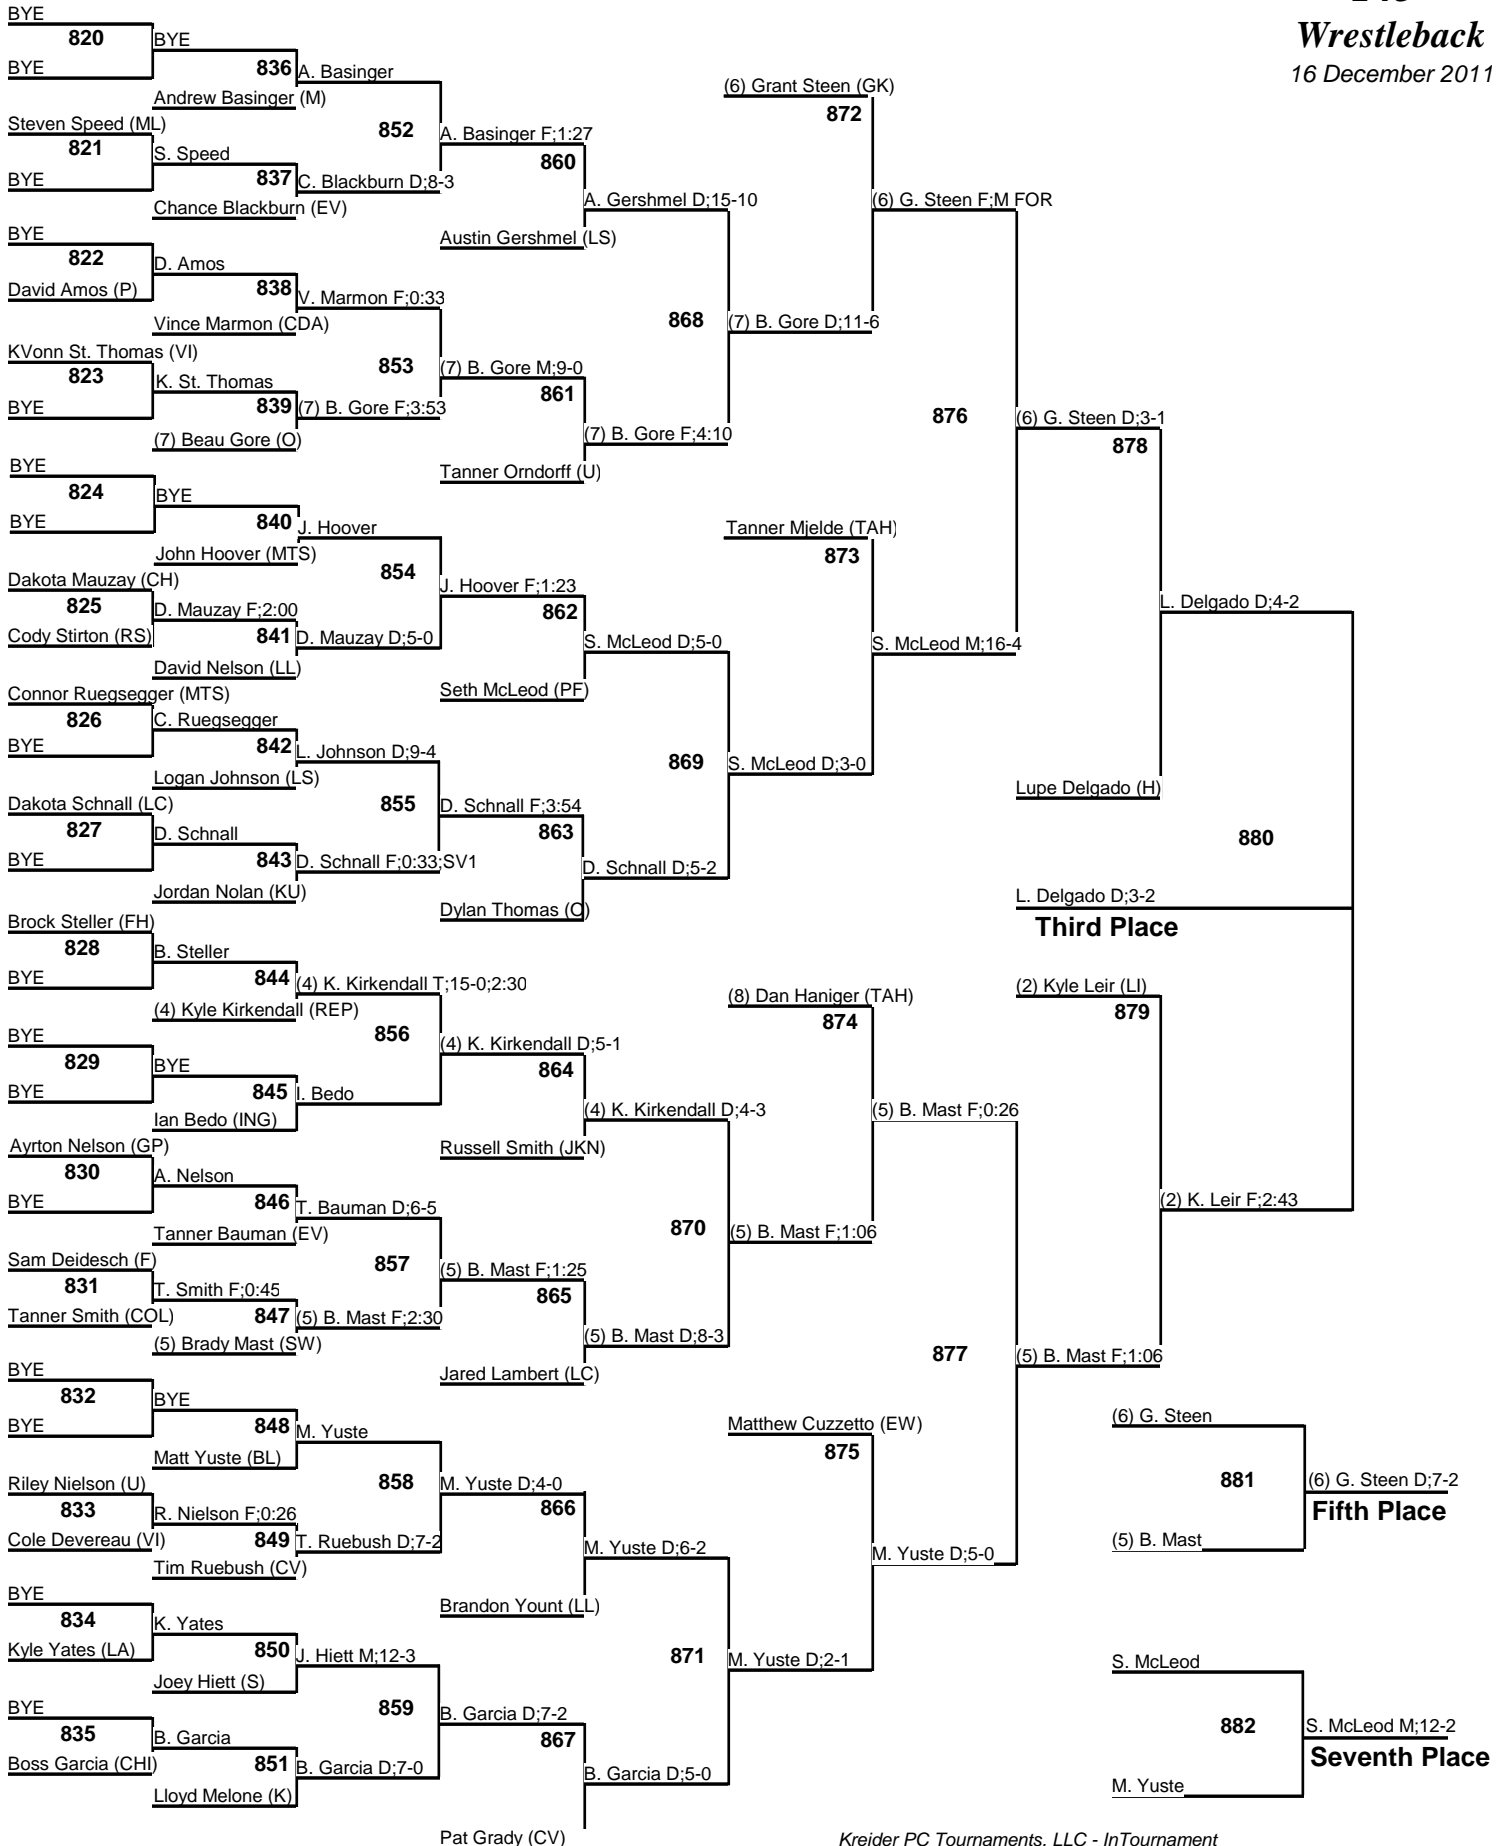 Wrestleback
16 December 2011
BYE
820
BYE
BYE
836
A. Basinger
Andrew Basinger (M)
Steven Speed (ML)
821
BYE
S. Speed
837
C. Blackburn D;8-3
Chance Blackburn (EV)
852
A. Basinger F;1:27
860
A. Gershmel D;15-10
Austin Gershmel (LS)
BYE
822
David Amos (P)
D. Amos
838
V. Marmon F;0:33
Vince Marmon (CDA)
KVonn St. Thomas (VI)
823
BYE
K. St. Thomas
839
(7) B. Gore F;3:53
(7) Beau Gore (O)
853
(7) B. Gore M;9-0
861
(7) B. Gore F;4:10
Tanner Orndorff (U)
868
(7) B. Gore D;11-6
(6) Grant Steen (GK)
872
(6) G. Steen F;M FOR
BYE
824
BYE
BYE
840
J. Hoover
John Hoover (MTS)
Dakota Mauzay (CH)
825
Cody Stirton (RS)
D. Mauzay F;2:00
841
D. Mauzay D;5-0
David Nelson (LL)
854
J. Hoover F;1:23
862
S. McLeod D;5-0
Seth McLeod (PF)
Connor Ruegsegger (MTS)
826
BYE
C. Ruegsegger
842
L. Johnson D;9-4
Logan Johnson (LS)
Dakota Schnall (LC)
827
BYE
D. Schnall
843
D. Schnall F;0:33;SV1
Jordan Nolan (KU)
855
D. Schnall F;3:54
863
D. Schnall D;5-2
Dylan Thomas (O)
869
S. McLeod D;3-0
Tanner Mjelde (TAH)
873
S. McLeod M;16-4
876
(6) G. Steen D;3-1
878
L. Delgado D;4-2
Lupe Delgado (H)
880
L. Delgado D;3-2
Third Place
Brock Steller (FH)
828
BYE
B. Steller
844
(4) K. Kirkendall T;15-0;2:30
(4) Kyle Kirkendall (REP)
BYE
829
BYE
BYE
845
I. Bedo
Ian Bedo (ING)
856
(4) K. Kirkendall D;5-1
864
(4) K. Kirkendall D;4-3
Russell Smith (JKN)
Ayrton Nelson (GP)
830
BYE
A. Nelson
846
T. Bauman D;6-5
Tanner Bauman (EV)
Sam Deidesch (F)
831
Tanner Smith (COL)
T. Smith F;0:45
847
(5) B. Mast F;2:30
(5) Brady Mast (SW)
857
(5) B. Mast F;1:25
865
(5) B. Mast D;8-3
Jared Lambert (LC)
870
(5) B. Mast F;1:06
(8) Dan Haniger (TAH)
874
(5) B. Mast F;0:26
(2) Kyle Leir (LI)
879
(2) K. Leir F;2:43
BYE
832
BYE
BYE
848
M. Yuste
Matt Yuste (BL)
Riley Nielson (U)
833
Cole Devereau (VI)
R. Nielson F;0:26
849
T. Ruebush D;7-2
Tim Ruebush (CV)
858
M. Yuste D;4-0
866
M. Yuste D;6-2
Brandon Yount (LL)
BYE
834
Kyle Yates (LA)
K. Yates
850
J. Hiett M;12-3
Joey Hiett (S)
BYE
835
Boss Garcia (CHI)
B. Garcia
851
B. Garcia D;7-0
Lloyd Melone (K)
859
B. Garcia D;7-2
867
B. Garcia D;5-0
Pat Grady (CV)
871
M. Yuste D;2-1
Matthew Cuzzetto (EW)
875
M. Yuste D;5-0
877
(5) B. Mast F;1:06
(6) G. Steen
881
(5) B. Mast
(6) G. Steen D;7-2
Fifth Place
S. McLeod
882
M. Yuste
S. McLeod M;12-2
Seventh Place
Kreider PC Tournaments, LLC - InTournament